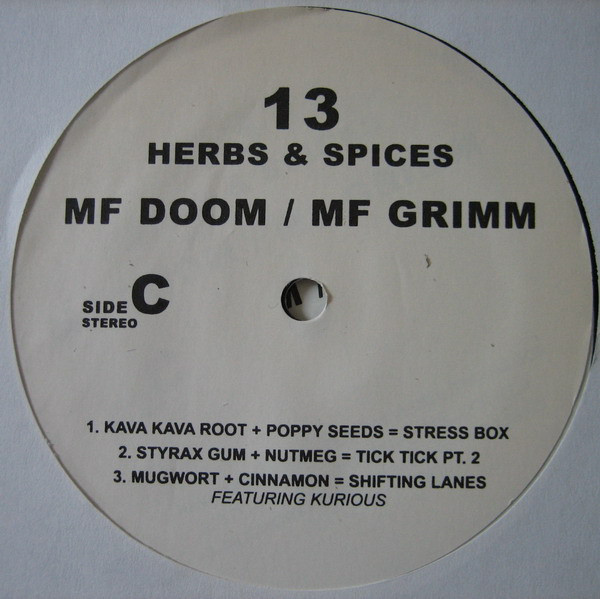 13
HERBS & SPICES
MF DOOM / MF GRIMM
SIDE C
STEREO
1. KAVA KAVA ROOT + POPPY SEEDS = STRESS BOX
2. STYRAX GUM + NUTMEG = TICK TICK PT. 2
3. MUGWORT + CINNAMON = SHIFTING LANES
FEATURING KURIOUS